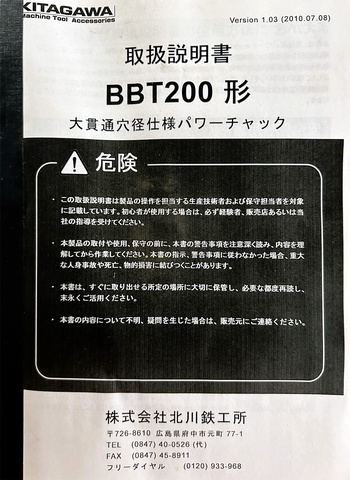 KITAGAWA
Machine Tool Accessories
Version 1.03 (2010.07.08)
取扱説明書
BBT200 形
大貫通穴径仕様パワーチャック
危険
・ この取扱説明書は製品の操作を担当する生産技術者および保守担当者を対象
に記載しています。初心者が使用する場合は、必ず経験者、販売店あるいは当
社の指導を受けてください。
・ 本製品の取付や使用、保守の前に、本書の警告事項を注意深く読み、内容を理
解してから作業してください。本書の指示、警告事項に従わなかった場合、重大
な人身事故や死亡、物的損害に結びつくことがあります。
・ 本書は、すぐに取り出せる所定の場所に大切に保管し、必要な都度再読し、
末永くご活用ください。
・ 本書の内容について不明、疑問を生じた場合は、販売元にご連絡ください。
株式会社北川鉄工所
〒726-8610 広島県府中市元町 77-1
TEL (0847) 40-0526 (代)
FAX (0847) 45-8911
フリーダイヤル (0120) 933-968